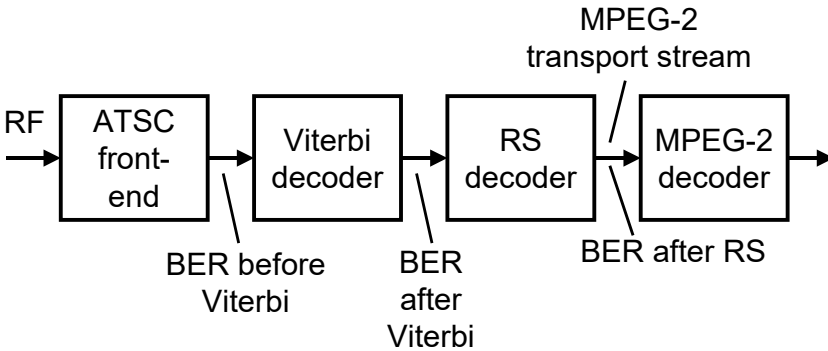 MPEG-2
transport stream
RF
ATSC
front-
end
Viterbi
decoder
RS
decoder
MPEG-2
decoder
BER before
Viterbi
BER
after
Viterbi
BER after RS